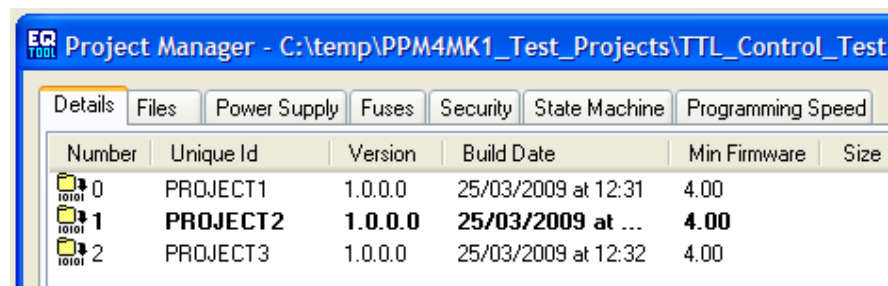 EQ TOOL Project Manager - C:\temp\PPM4MK1_Test_Projects\TTL_Control_Test
Details Files Power Supply Fuses Security State Machine Programming Speed
Number Unique Id Version Build Date Min Firmware Size
0 PROJECT1 1.0.0.0 25/03/2009 at 12:31 4.00
1 PROJECT2 1.0.0.0 25/03/2009 at ... 4.00
2 PROJECT3 1.0.0.0 25/03/2009 at 12:32 4.00